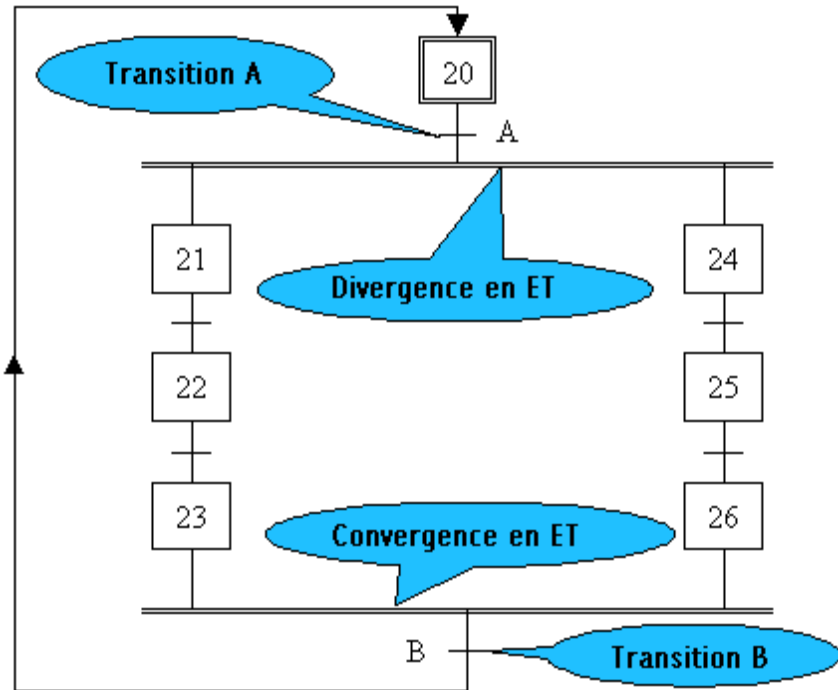 20
Transition A
A
21
Divergence en ET
24
22
25
23
Convergence en ET
26
B
Transition B